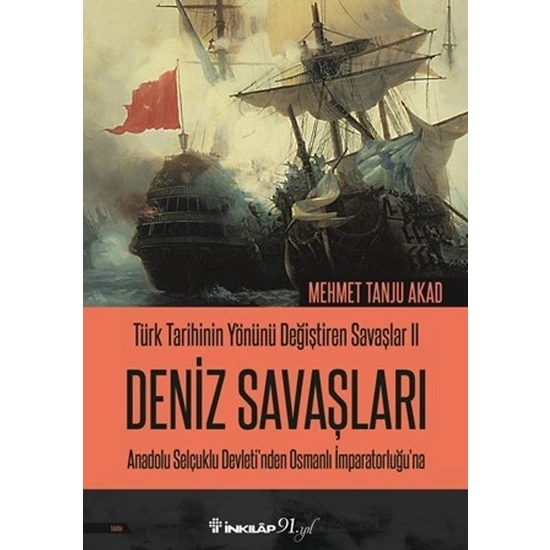 MEHMET TANJU AKAD
Türk Tarihinin Yönünü Değiştiren Savaşlar II
DENİZ SAVAŞLARI
Anadolu Selçuklu Devleti'nden Osmanlı İmparatorluğu'na
TARİH
İNKILÂP 91.yıl